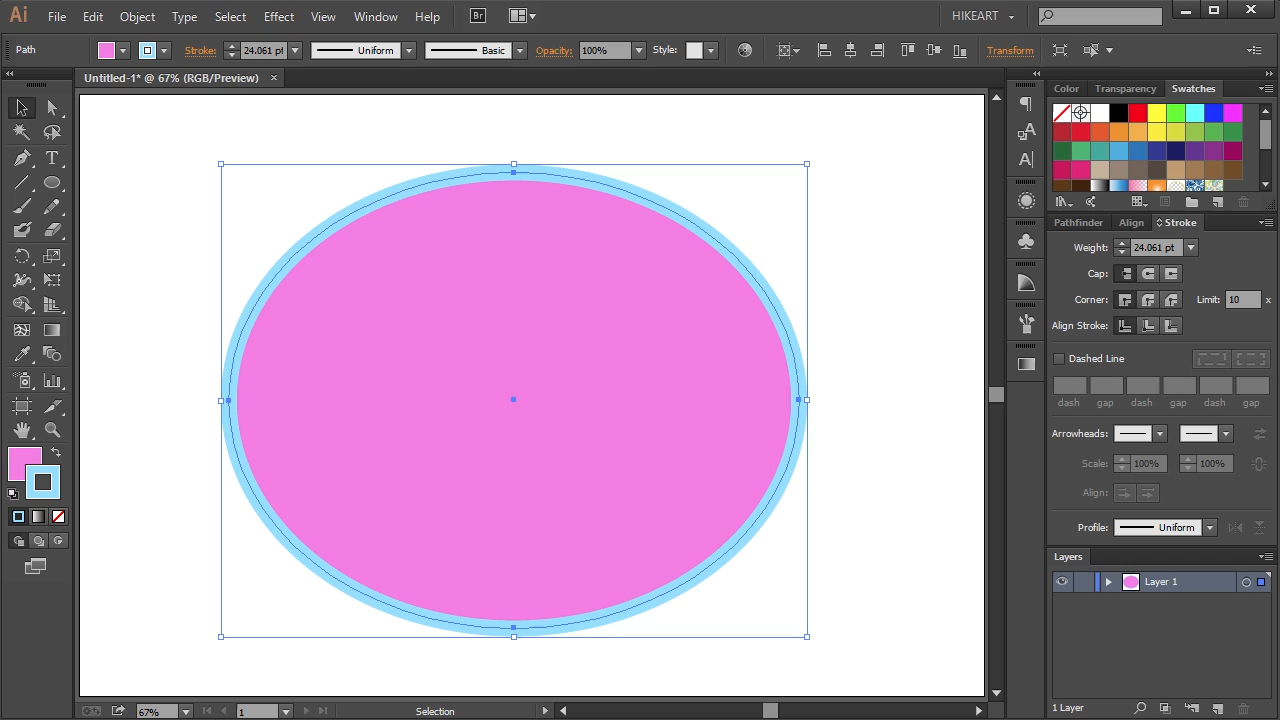 Ai File Edit Object Type Select Effect View Window Help Br HIKEART
Path Stroke: 24.061 pt Uniform Basic Opacity: 100% Style: Transform
Untitled-1* @ 67% (RGB/Preview) ×
Color Transparency Swatches
Pathfinder Align Stroke
Weight: 24.061 pt
Cap:
Corner: Limit: 10 x
Align Stroke:
Dashed Line
dash gap dash gap dash gap
Arrowheads:
Scale: 100% 100%
Align:
Profile: Uniform
Layers
Layer 1
1 Layer
67% 1 Selection